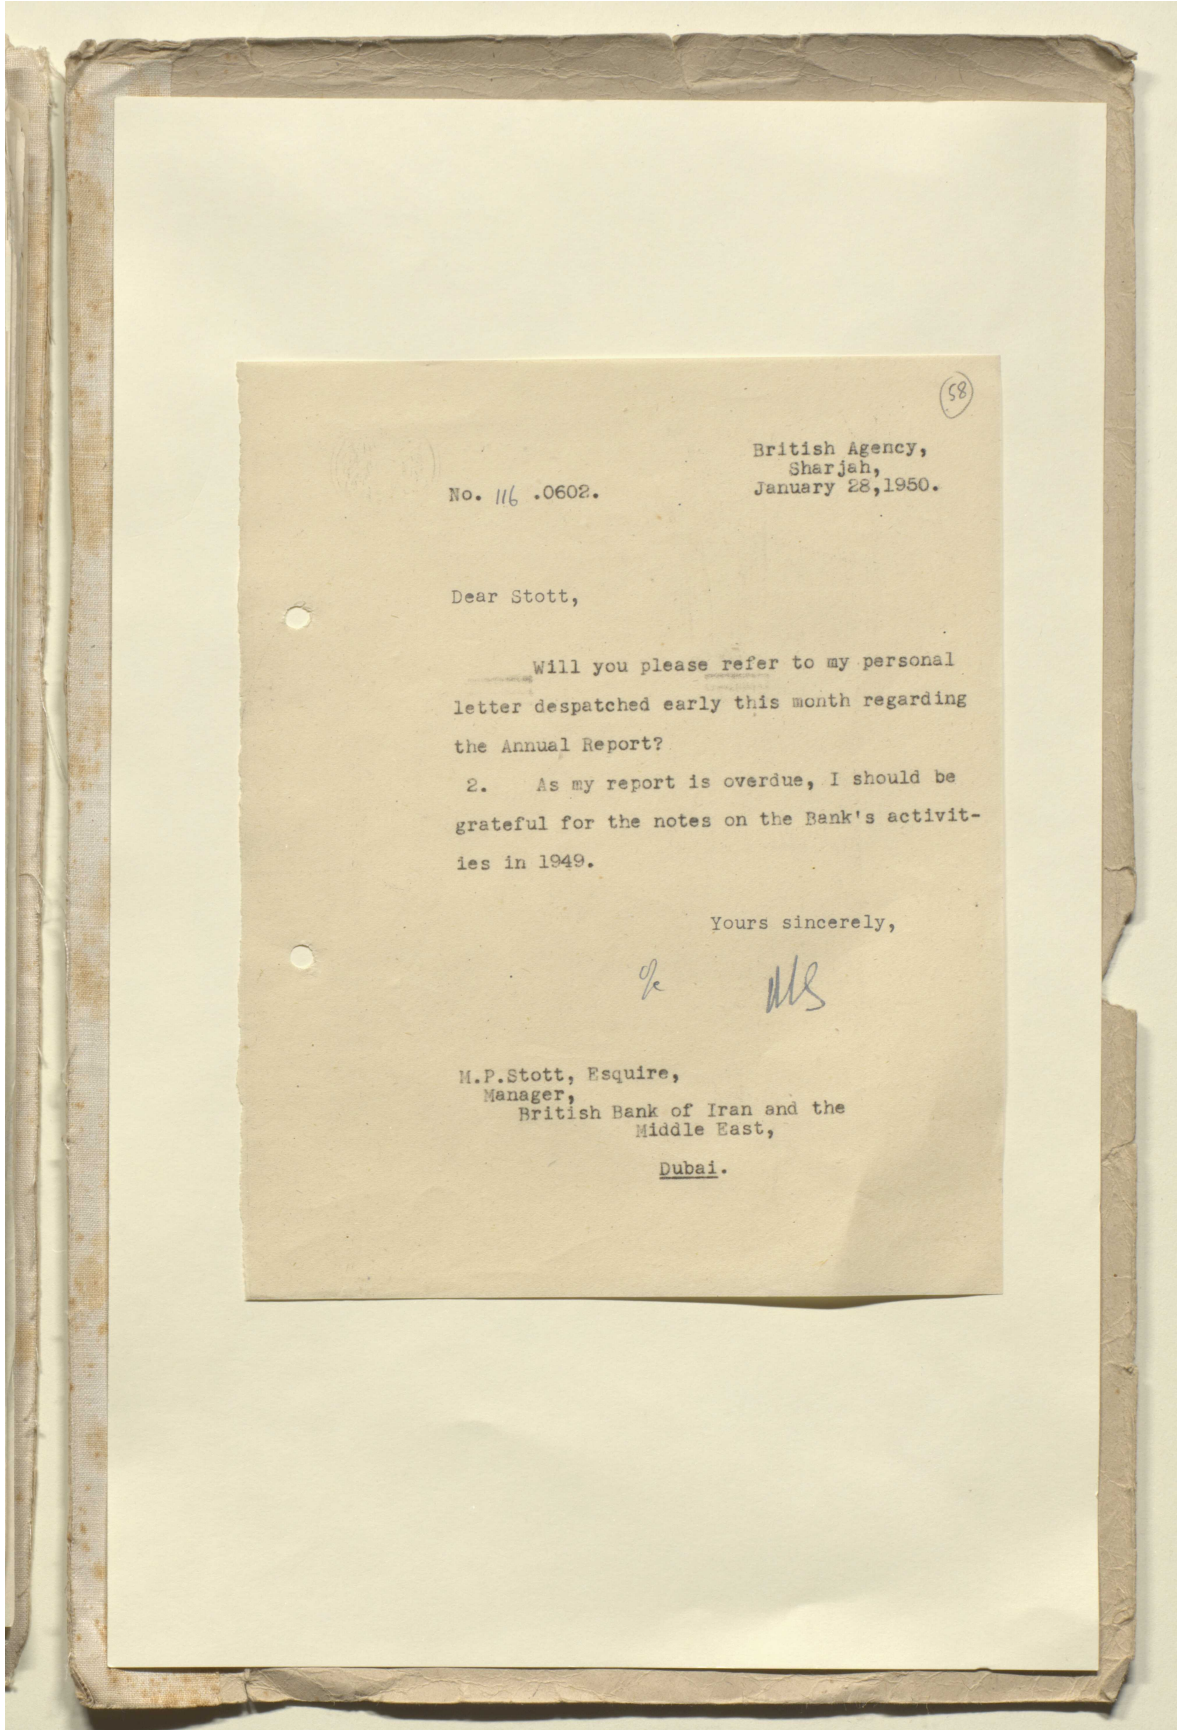 58
British Agency,
Sharjah,
No. 116 .0602.
January 28,1950.
Dear Stott,
Will you please refer to my personal
letter despatched early this month regarding
the Annual Report?
2. As my report is overdue, I should be
grateful for the notes on the Bank's activit-
ies in 1949.
Yours sincerely,
M.P.Stott, Esquire,
Manager,
British Bank of Iran and the
Middle East,
Dubai.